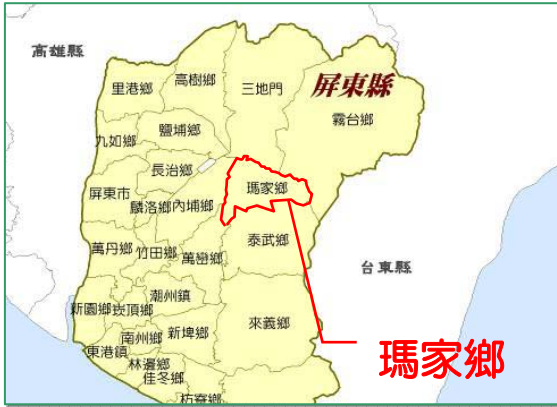 高雄縣
里港鄉
高樹鄉
三地門
屏東縣
霧台鄉
九如鄉
鹽埔鄉
長治鄉
屏東市
麟洛鄉
內埔鄉
瑪家鄉
萬丹鄉
竹田鄉
萬巒鄉
泰武鄉
台東縣
潮州鎮
新園鄉
崁頂鄉
來義鄉
南州鄉
新埤鄉
東港鎮
林邊鄉
佳冬鄉
枋寮鄉
瑪家鄉